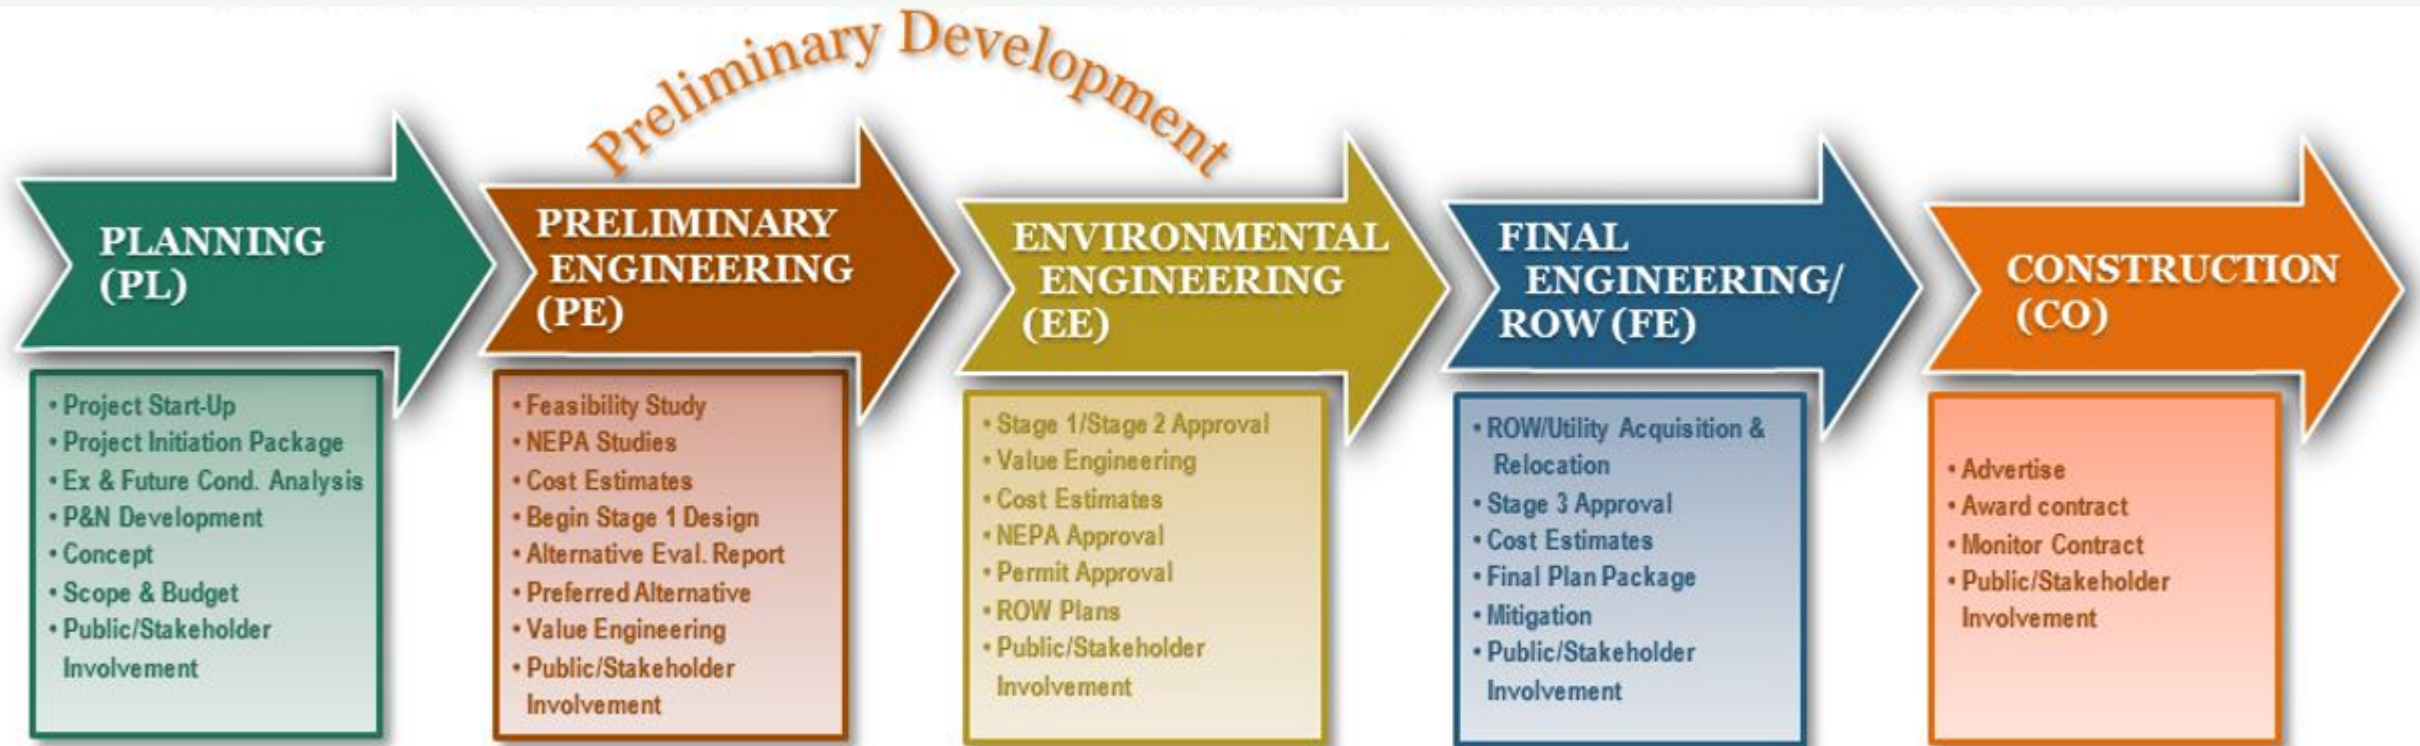 Preliminary Development
PLANNING
(PL)
• Project Start-Up
• Project Initiation Package
• Ex & Future Cond. Analysis
• P&N Development
• Concept
• Scope & Budget
• Public/Stakeholder
Involvement
PRELIMINARY
ENGINEERING
(PE)
• Feasibility Study
• NEPA Studies
• Cost Estimates
• Begin Stage 1 Design
• Alternative Eval. Report
• Preferred Alternative
• Value Engineering
• Public/Stakeholder
Involvement
ENVIRONMENTAL
ENGINEERING
(EE)
• Stage 1/Stage 2 Approval
• Value Engineering
• Cost Estimates
• NEPA Approval
• Permit Approval
• ROW Plans
• Public/Stakeholder
Involvement
FINAL
ENGINEERING/
ROW (FE)
• ROW/Utility Acquisition &
Relocation
• Stage 3 Approval
• Cost Estimates
• Final Plan Package
• Mitigation
• Public/Stakeholder
Involvement
CONSTRUCTION
(CO)
• Advertise
• Award contract
• Monitor Contract
• Public/Stakeholder
Involvement